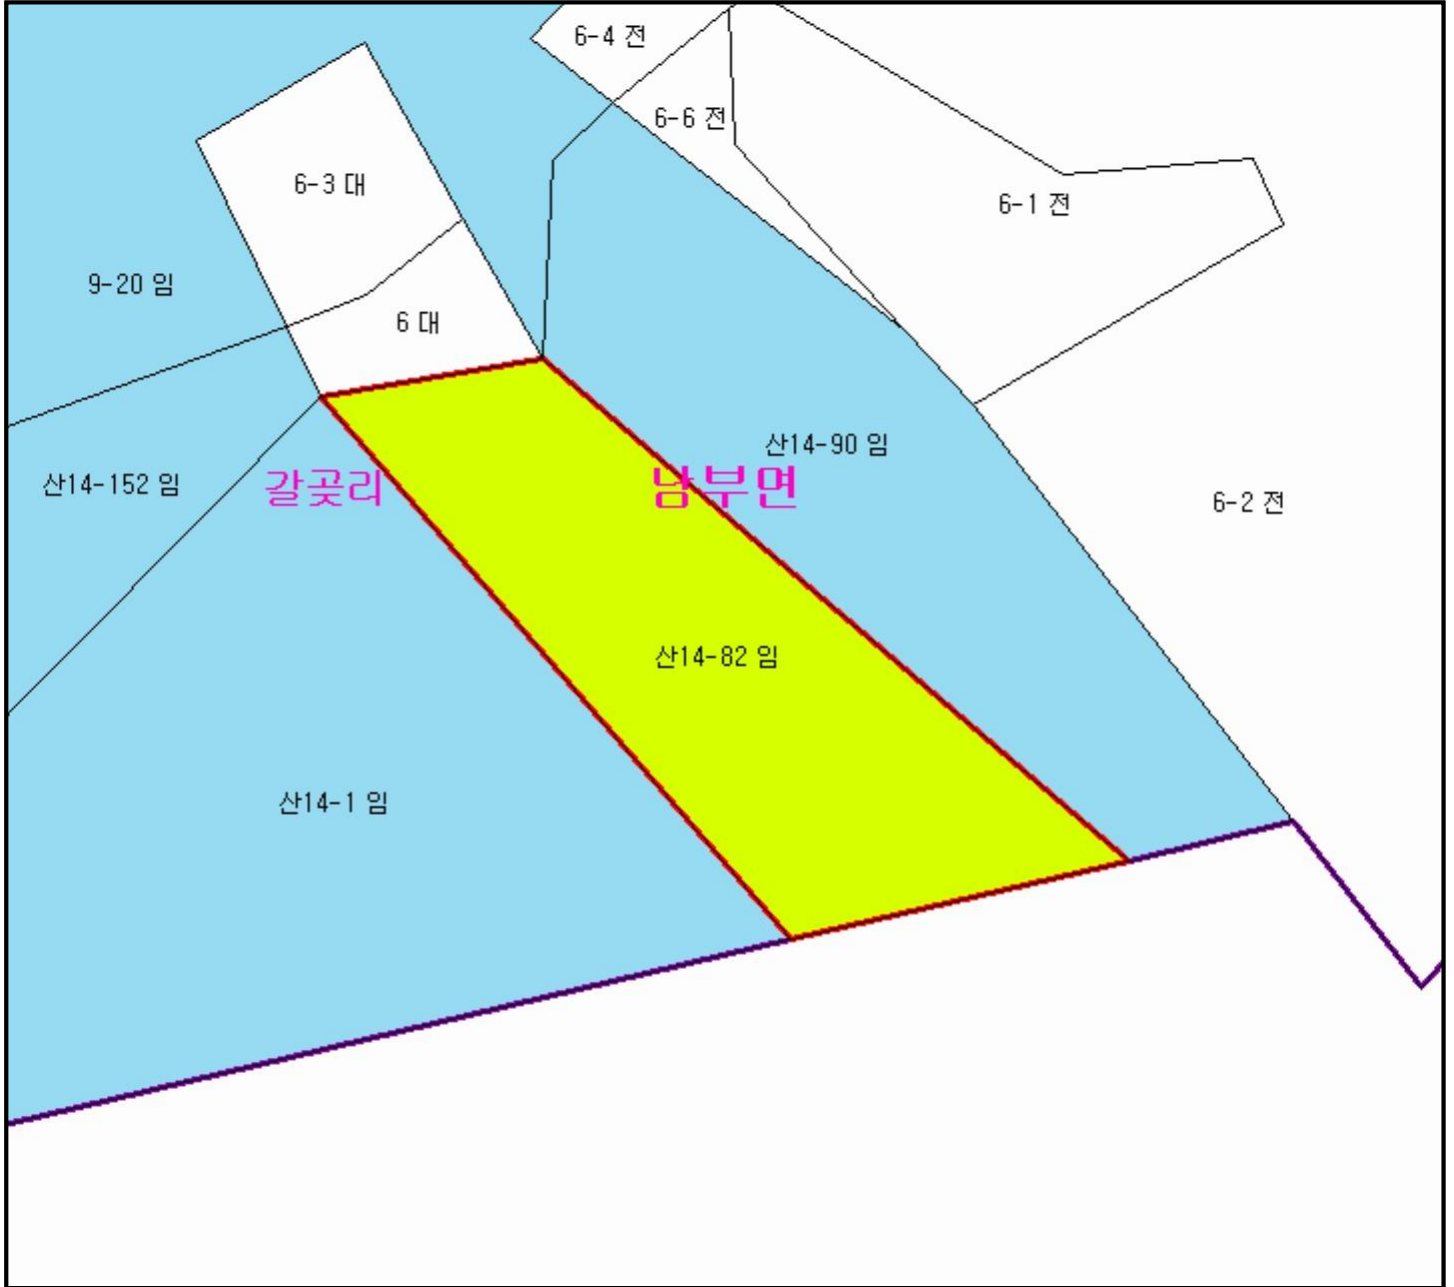 6-4 전
6-6 전
6-3 대
6-1 전
9-20 임
6 대
산14-90 임
산14-152 임
갈곶리
남부면
6-2 전
산14-82 임
산14-1 임